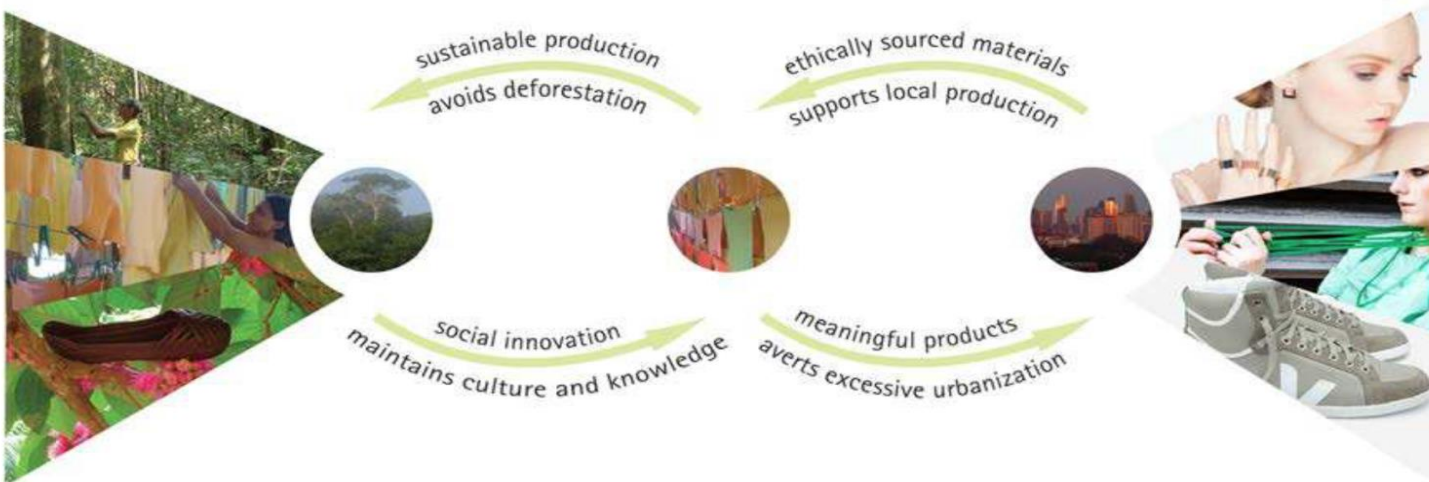 sustainable production
avoids deforestation
ethically sourced materials
supports local production
social innovation
maintains culture and knowledge
meaningful products
averts excessive urbanization